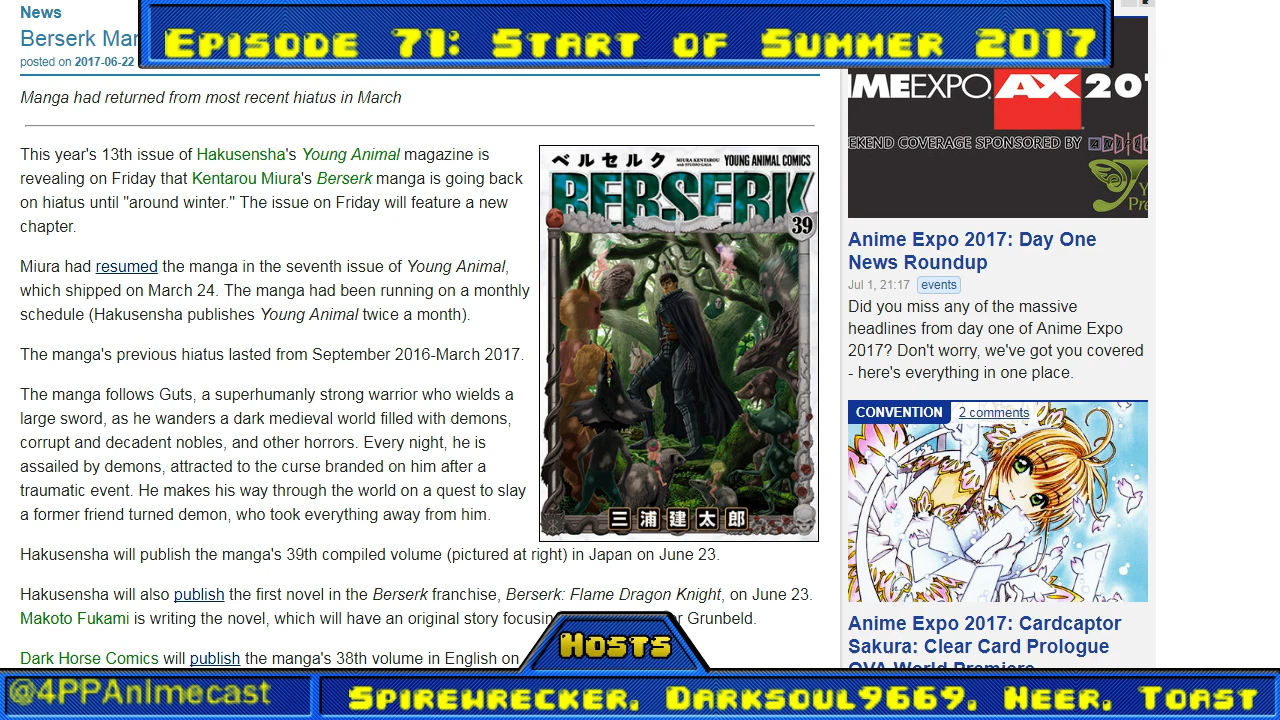 News
Episode 71: Start of Summer 2017
Berserk Mar
posted on 2017-06-22
Manga had returned from most recent hiatus in March
This year's 13th issue of Hakusensha's Young Animal magazine is
revealing on Friday that Kentarou Miura's Berserk manga is going back
on hiatus until "around winter." The issue on Friday will feature a new
chapter.
Miura had resumed the manga in the seventh issue of Young Animal,
which shipped on March 24. The manga had been running on a monthly
schedule (Hakusensha publishes Young Animal twice a month).
The manga's previous hiatus lasted from September 2016-March 2017.
The manga follows Guts, a superhumanly strong warrior who wields a
large sword, as he wanders a dark medieval world filled with demons,
corrupt and decadent nobles, and other horrors. Every night, he is
assailed by demons, attracted to the curse branded on him after a
traumatic event. He makes his way through the world on a quest to slay
a former friend turned demon, who took everything away from him.
Hakusensha will publish the manga's 39th compiled volume (pictured at right) in Japan on June 23.
Hakusensha will also publish the first novel in the Berserk franchise, Berserk: Flame Dragon Knight, on June 23.
Makoto Fukami is writing the novel, which will have an original story focusin r Grunbeld.
Dark Horse Comics will publish the manga's 38th volume in English on
ベルセルク
MIURA KENTAROU
with STUDIO GAGA
YOUNG ANIMAL COMICS
BERSERK
39
三浦建太郎
IMEEXPO AX 201
EKEND COVERAGE SPONSORED BY
Anime Expo 2017: Day One
News Roundup
Jul 1, 21:17 events
Did you miss any of the massive
headlines from day one of Anime Expo
2017? Don't worry, we've got you covered
- here's everything in one place.
CONVENTION 2 comments
Anime Expo 2017: Cardcaptor
Sakura: Clear Card Prologue
OVA World Premiere
Hosts
@4PPAnimecast
Spirewrecker, Darksoul9669, Neer, Toast